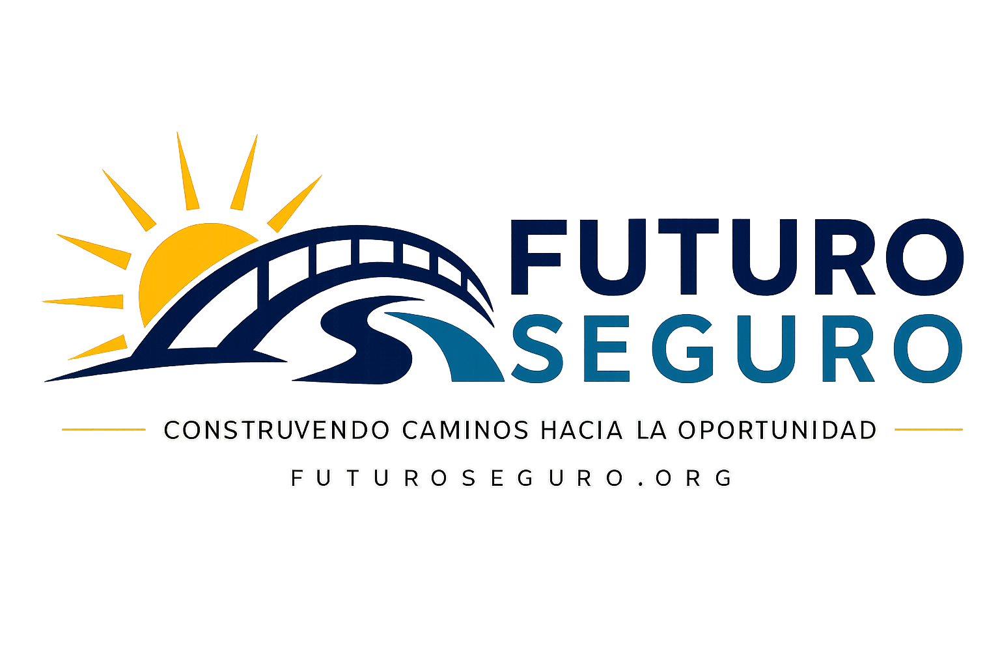 FUTURO
SEGURO
CONSTRUVENDO CAMINOS HACIA LA OPORTUNIDAD
FUTUROSEGURO.ORG